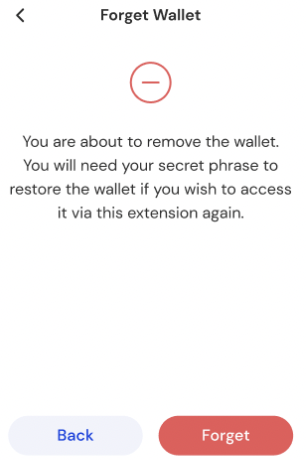 Forget Wallet
You are about to remove the wallet.
You will need your secret phrase to
restore the wallet if you wish to access
it via this extension again.
Back
Forget